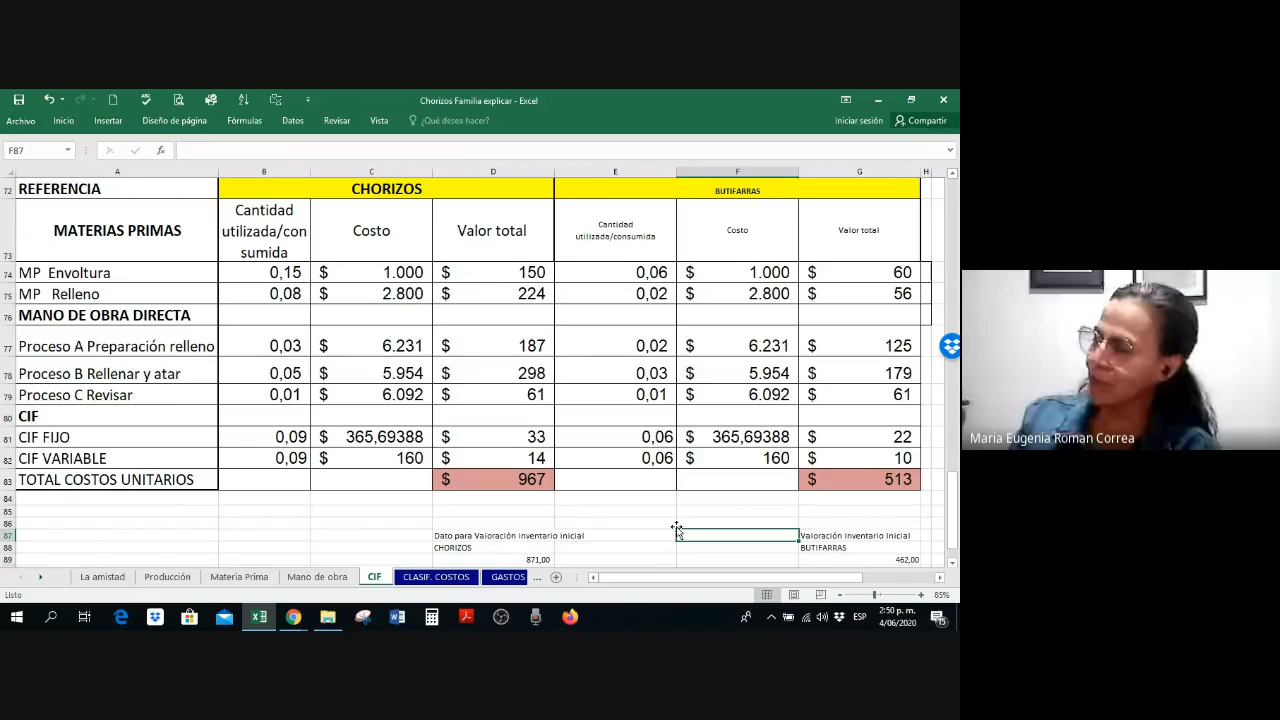 Chorizos Familia explicar - Excel
Archivo Inicio Insertar Diseño de página Fórmulas Datos Revisar Vista ¿Qué desea hacer? Iniciar sesión Compartir
F87 fx
A B C D E F G H
72 REFERENCIA CHORIZOS BUTIFARRAS
73 MATERIAS PRIMAS Cantidad utilizada/con sumida Costo Valor total Cantidad utilizada/consumida Costo Valor total
74 MP Envoltura 0,15 $ 1.000 $ 150 0,06 $ 1.000 $ 60
75 MP Relleno 0,08 $ 2.800 $ 224 0,02 $ 2.800 $ 56
76 MANO DE OBRA DIRECTA
77 Proceso A Preparación relleno 0,03 $ 6.231 $ 187 0,02 $ 6.231 $ 125
78 Proceso B Rellenar y atar 0,05 $ 5.954 $ 298 0,03 $ 5.954 $ 179
79 Proceso C Revisar 0,01 $ 6.092 $ 61 0,01 $ 6.092 $ 61
80 CIF
81 CIF FIJO 0,09 $ 365,69388 $ 33 0,06 $ 365,69388 $ 22
82 CIF VARIABLE 0,09 $ 160 $ 14 0,06 $ 160 $ 10
83 TOTAL COSTOS UNITARIOS $ 967 $ 513
84
85
86
87 Dato para Valoración inventario inicial Valoración Inventario Inicial
88 CHORIZOS BUTIFARRAS
89 871,00 462,00
La amistad Producción Materia Prima Mano de obra CIF CLASIF. COSTOS GASTOS ...
Listo 85%
ESP 2:50 p. m.
4/06/2020 15
Maria Eugenia Roman Correa